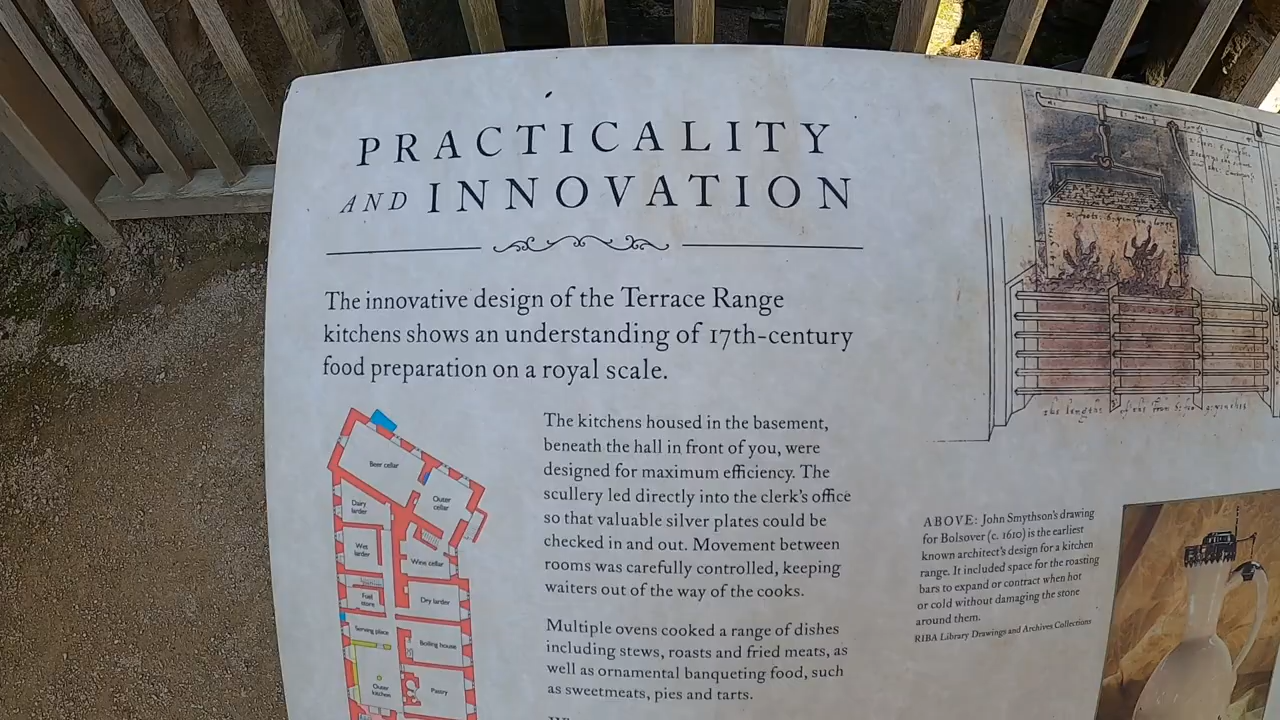 PRACTICALITY
AND INNOVATION
The innovative design of the Terrace Range
kitchens shows an understanding of 17th-century
food preparation on a royal scale.
Beer cellar
Outer
cellar
Dairy
larder
Wet
larder
Wine cellar
Fuel
store
Dry larder
Serving place
Boiling house
Outer
kitchen
Pastry
The kitchens housed in the basement,
beneath the hall in front of you, were
designed for maximum efficiency. The
scullery led directly into the clerk's office
so that valuable silver plates could be
checked in and out. Movement between
rooms was carefully controlled, keeping
waiters out of the way of the cooks.
Multiple ovens cooked a range of dishes
including stews, roasts and fried meats, as
well as ornamental banqueting food, such
as sweetmeats, pies and tarts.
ABOVE: John Smythson's drawing
for Bolsover (c. 1610) is the earliest
known architect's design for a kitchen
range. It included space for the roasting
bars to expand or contract when hot
or cold without damaging the stone
around them.
RIBA Library Drawings and Archives Collections